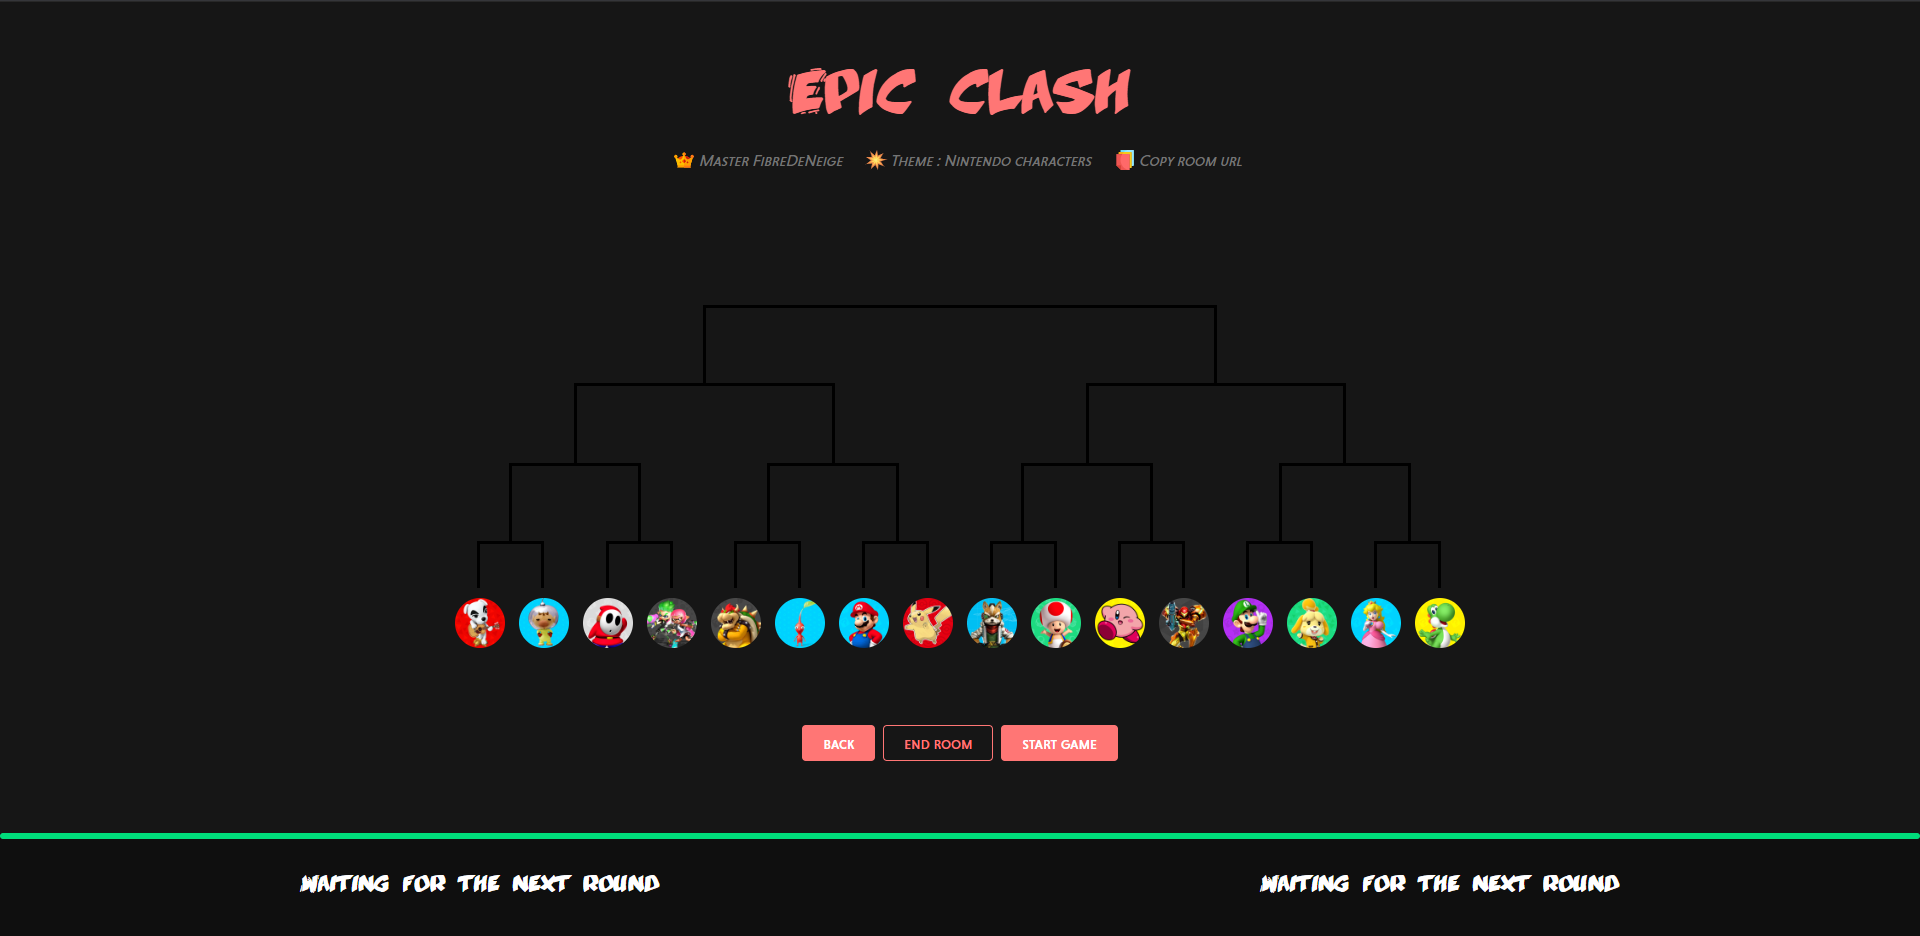 Epic clash
Master FibreDeNeige Theme : Nintendo characters Copy room url
BACK END ROOM START GAME
Waiting for the next round Waiting for the next round